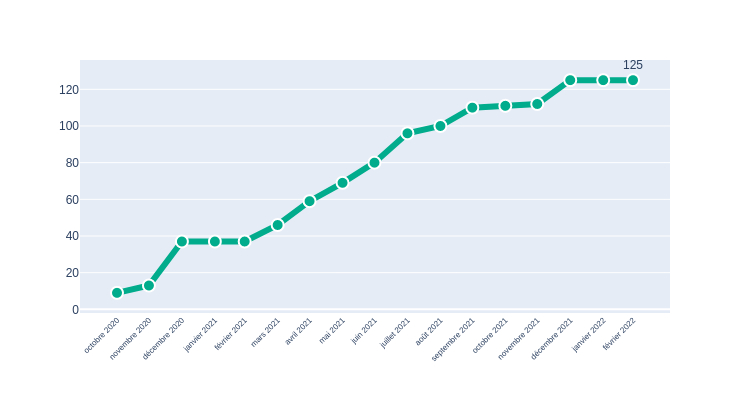 125
120
100
80
60
40
20
0
octobre 2020
novembre 2020
décembre 2020
janvier 2021
février 2021
mars 2021
avril 2021
mai 2021
juin 2021
juillet 2021
août 2021
septembre 2021
octobre 2021
novembre 2021
décembre 2021
janvier 2022
février 2022